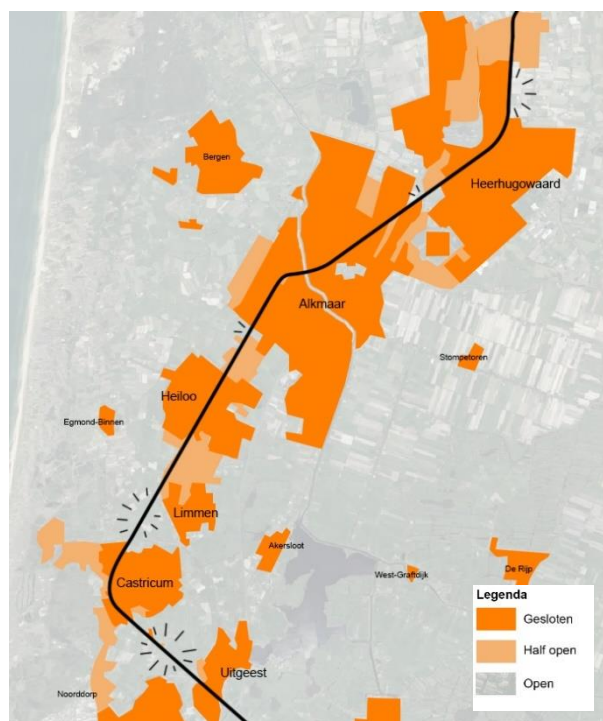 Bergen
Heerhugowaard
Alkmaar
Stompetoren
Heiloo
Egmond-Binnen
Limmen
Akersloot
West-Graftdijk
De Rijp
Castricum
Uitgeest
Noorddorp
Legenda
Gesloten
Half open
Open